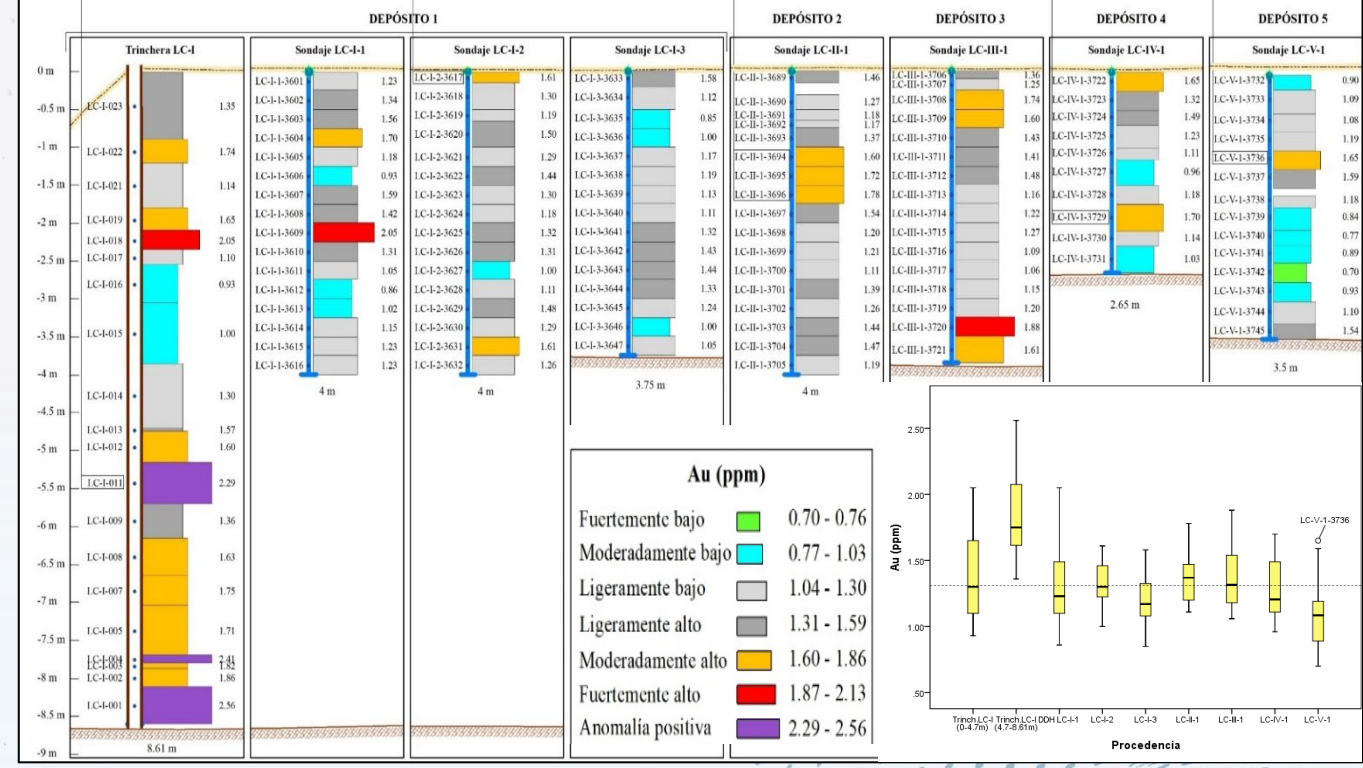 DEPÓSITO 1
DEPÓSITO 2
DEPÓSITO 3
DEPÓSITO 4
DEPÓSITO 5
Trinchera LC-I
0 m
-0.5 m
-1 m
-1.5 m
-2 m
-2.5 m
-3 m
-3.5 m
-4 m
-4.5 m
-5 m
-5.5 m
-6 m
-6.5 m
-7 m
-7.5 m
-8 m
-8.5 m
-9 m
LC-I-023 1.35
LC-I-022 1.74
LC-I-021 1.14
LC-I-019 1.65
LC-I-018 2.05
LC-I-017 1.10
LC-I-016 0.93
LC-I-015 1.00
LC-I-014 1.30
LC-I-013 1.57
LC-I-012 1.60
LC-I-011 2.29
LC-I-009 1.36
LC-I-008 1.63
LC-I-007 1.75
LC-I-005 1.71
LC-I-004 2.41
LC-I-002 1.86
LC-I-001 2.56
8.61 m
Sondaje LC-I-1
LC-I-1-3601 1.23
LC-I-1-3602 1.34
LC-I-1-3603 1.56
LC-I-1-3604 1.70
LC-I-1-3605 1.18
LC-I-1-3606 0.93
LC-I-1-3607 1.59
LC-I-1-3608 1.42
LC-I-1-3609 2.05
LC-I-1-3610 1.31
LC-I-1-3611 1.05
LC-I-1-3612 0.86
LC-I-1-3613 1.02
LC-I-1-3614 1.15
LC-I-1-3615 1.23
LC-I-1-3616 1.23
4 m
Sondaje LC-I-2
LC-I-2-3617 1.61
LC-I-2-3618 1.30
LC-I-2-3619 1.19
LC-I-2-3620 1.50
LC-I-2-3621 1.29
LC-I-2-3622 1.44
LC-I-2-3623 1.30
LC-I-2-3624 1.18
LC-I-2-3625 1.32
LC-I-2-3626 1.31
LC-I-2-3627 1.00
LC-I-2-3628 1.11
LC-I-2-3629 1.48
LC-I-2-3630 1.29
LC-I-2-3631 1.61
LC-I-2-3632 1.26
4 m
Sondaje LC-I-3
LC-I-3-3633 1.58
LC-I-3-3634 1.12
LC-I-3-3635 0.85
LC-I-3-3636 1.00
LC-I-3-3637 1.17
LC-I-3-3638 1.19
LC-I-3-3639 1.13
LC-I-3-3640 1.11
LC-I-3-3641 1.32
LC-I-3-3642 1.43
LC-I-3-3643 1.44
LC-I-3-3644 1.33
LC-I-3-3645 1.24
LC-I-3-3646 1.00
LC-I-3-3647 1.05
3.75 m
Sondaje LC-II-1
LC-II-1-3689 1.46
LC-II-1-3690 1.27
LC-II-1-3691 1.18
LC-II-1-3692 1.17
LC-II-1-3693 1.37
LC-II-1-3694 1.60
LC-II-1-3695 1.72
LC-II-1-3696 1.78
LC-II-1-3697 1.54
LC-II-1-3698 1.20
LC-II-1-3699 1.21
LC-II-1-3700 1.11
LC-II-1-3701 1.39
LC-II-1-3702 1.26
LC-II-1-3703 1.44
LC-II-1-3704 1.47
LC-II-1-3705 1.19
4 m
Sondaje LC-III-1
LC-III-1-3706 1.36
LC-III-1-3707 1.25
LC-III-1-3708 1.74
LC-III-1-3709 1.60
LC-III-1-3710 1.43
LC-III-1-3711 1.41
LC-III-1-3712 1.48
LC-III-1-3713 1.16
LC-III-1-3714 1.22
LC-III-1-3715 1.27
LC-III-1-3716 1.09
LC-III-1-3717 1.06
LC-III-1-3718 1.15
LC-III-1-3719 1.20
LC-III-1-3720 1.88
LC-III-1-3721 1.61
Sondaje LC-IV-1
LC-IV-1-3722 1.65
LC-IV-1-3723 1.32
LC-IV-1-3724 1.49
LC-IV-1-3725 1.23
LC-IV-1-3726 1.11
LC-IV-1-3727 0.96
LC-IV-1-3728 1.18
LC-IV-1-3729 1.70
LC-IV-1-3730 1.14
LC-IV-1-3731 1.03
2.65 m
Sondaje LC-V-1
LC-V-1-3732 0.90
LC-V-1-3733 1.09
LC-V-1-3734 1.08
LC-V-1-3735 1.19
LC-V-1-3736 1.65
LC-V-1-3737 1.59
LC-V-1-3738 1.18
LC-V-1-3739 0.84
LC-V-1-3740 0.77
LC-V-1-3741 0.89
LC-V-1-3742 0.70
LC-V-1-3743 0.93
LC-V-1-3744 1.10
LC-V-1-3745 1.54
3.5 m
Au (ppm)
Fuertemente bajo 0.70 - 0.76
Moderadamente bajo 0.77 - 1.03
Ligeramente bajo 1.04 - 1.30
Ligeramente alto 1.31 - 1.59
Moderadamente alto 1.60 - 1.86
Fuertemente alto 1.87 - 2.13
Anomalía positiva 2.29 - 2.56
Au (ppm)
2.50
2.00
1.50
1.00
.50
LC-V-1-3736
Trinch.LC-I (0-4.7m)
Trinch.LC-I (4.7-8.61m)
DDH LC-I-1
LC-I-2
LC-I-3
LC-II-1
LC-III-1
LC-IV-1
LC-V-1
Procedencia